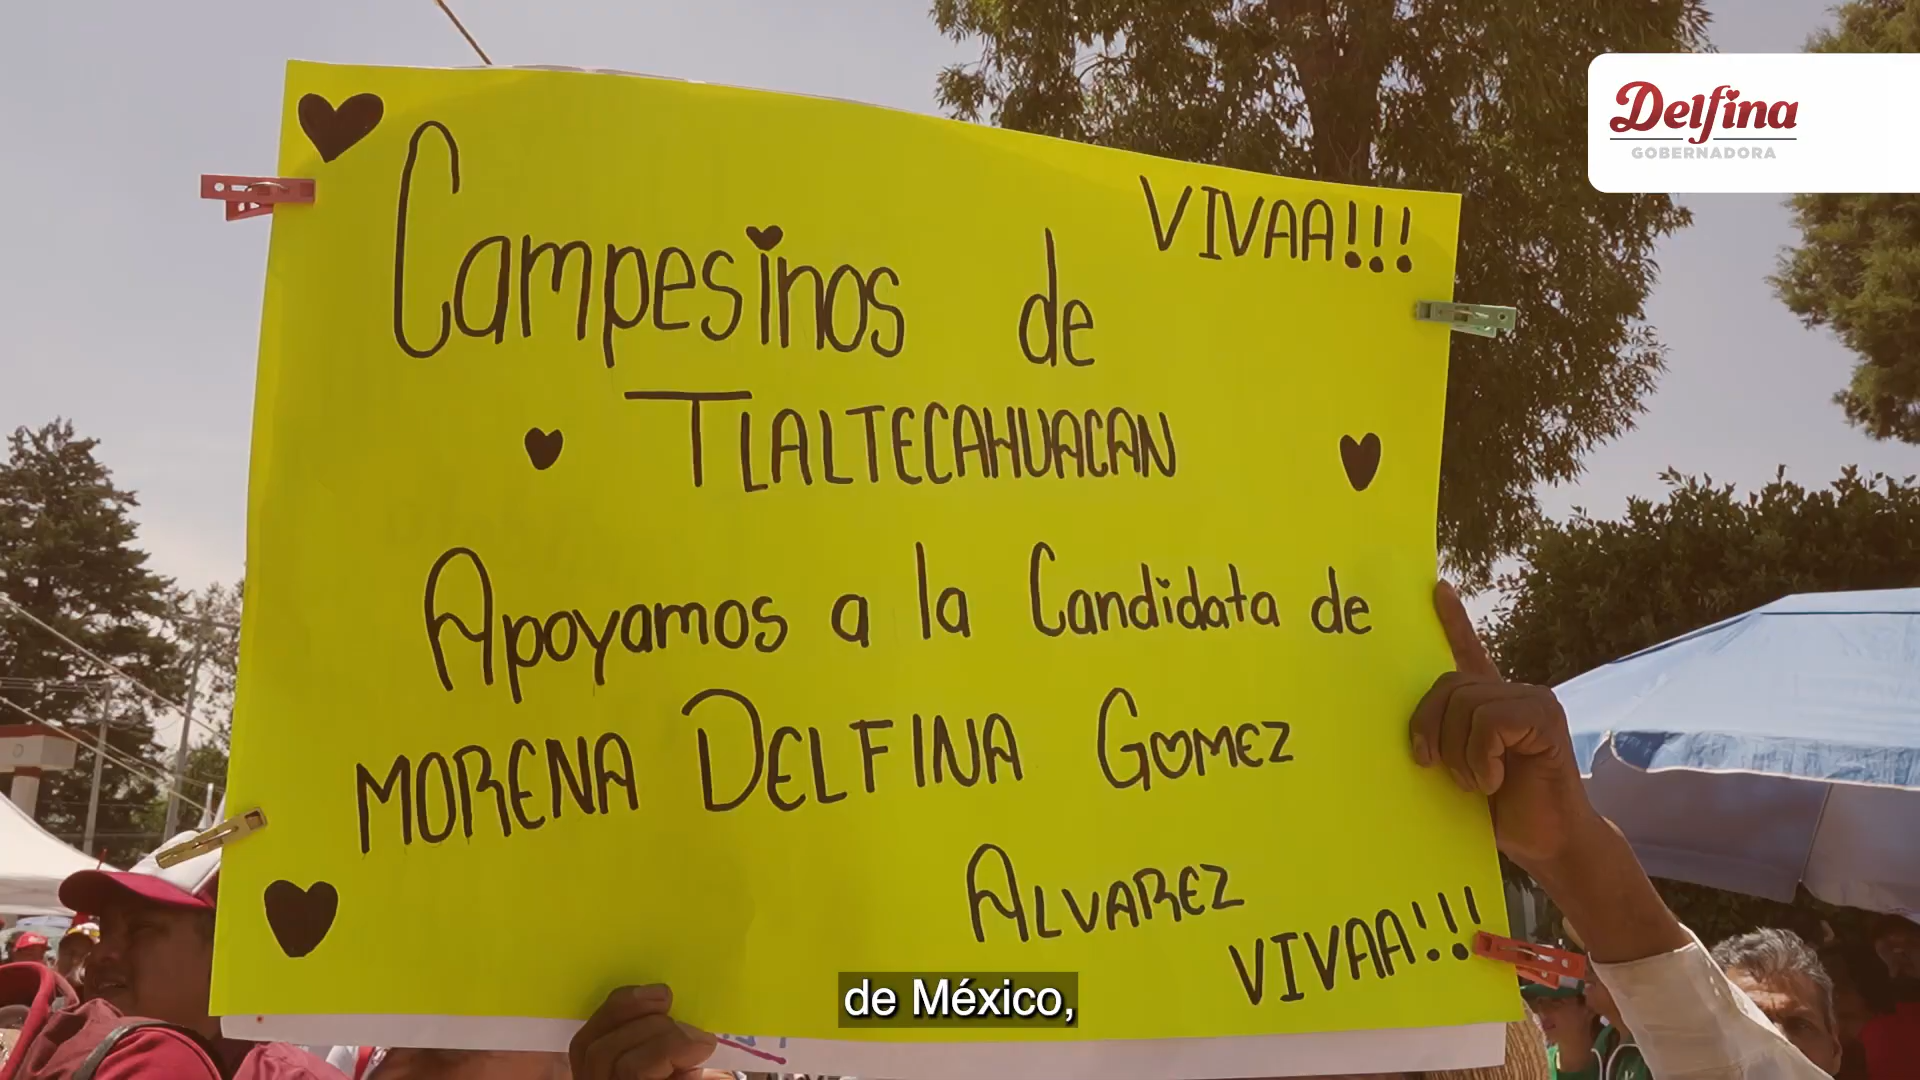 Delfina
GOBERNADORA
VIVAA!!!
Campesinos de
TLALTECAHUACAN
Apoyamos a la Candidata de
MORENA DELFINA GOMEZ
ALVAREZ
VIVAA!!!
de México,